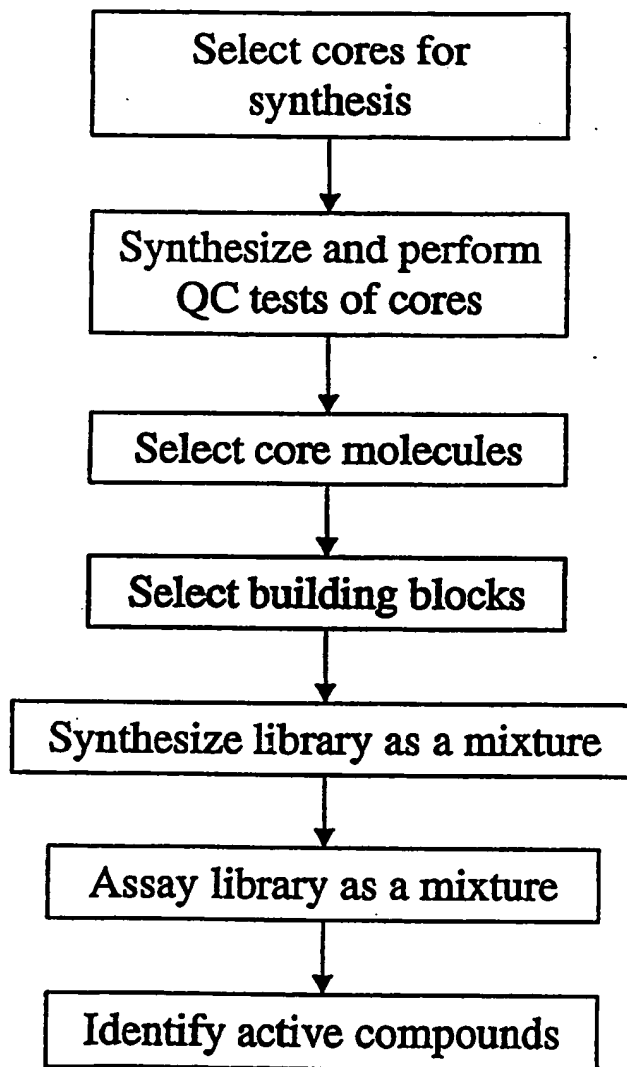 Select cores for
synthesis
Synthesize and perform
QC tests of cores
Select core molecules
Select building blocks
Synthesize library as a mixture
Assay library as a mixture
Identify active compounds